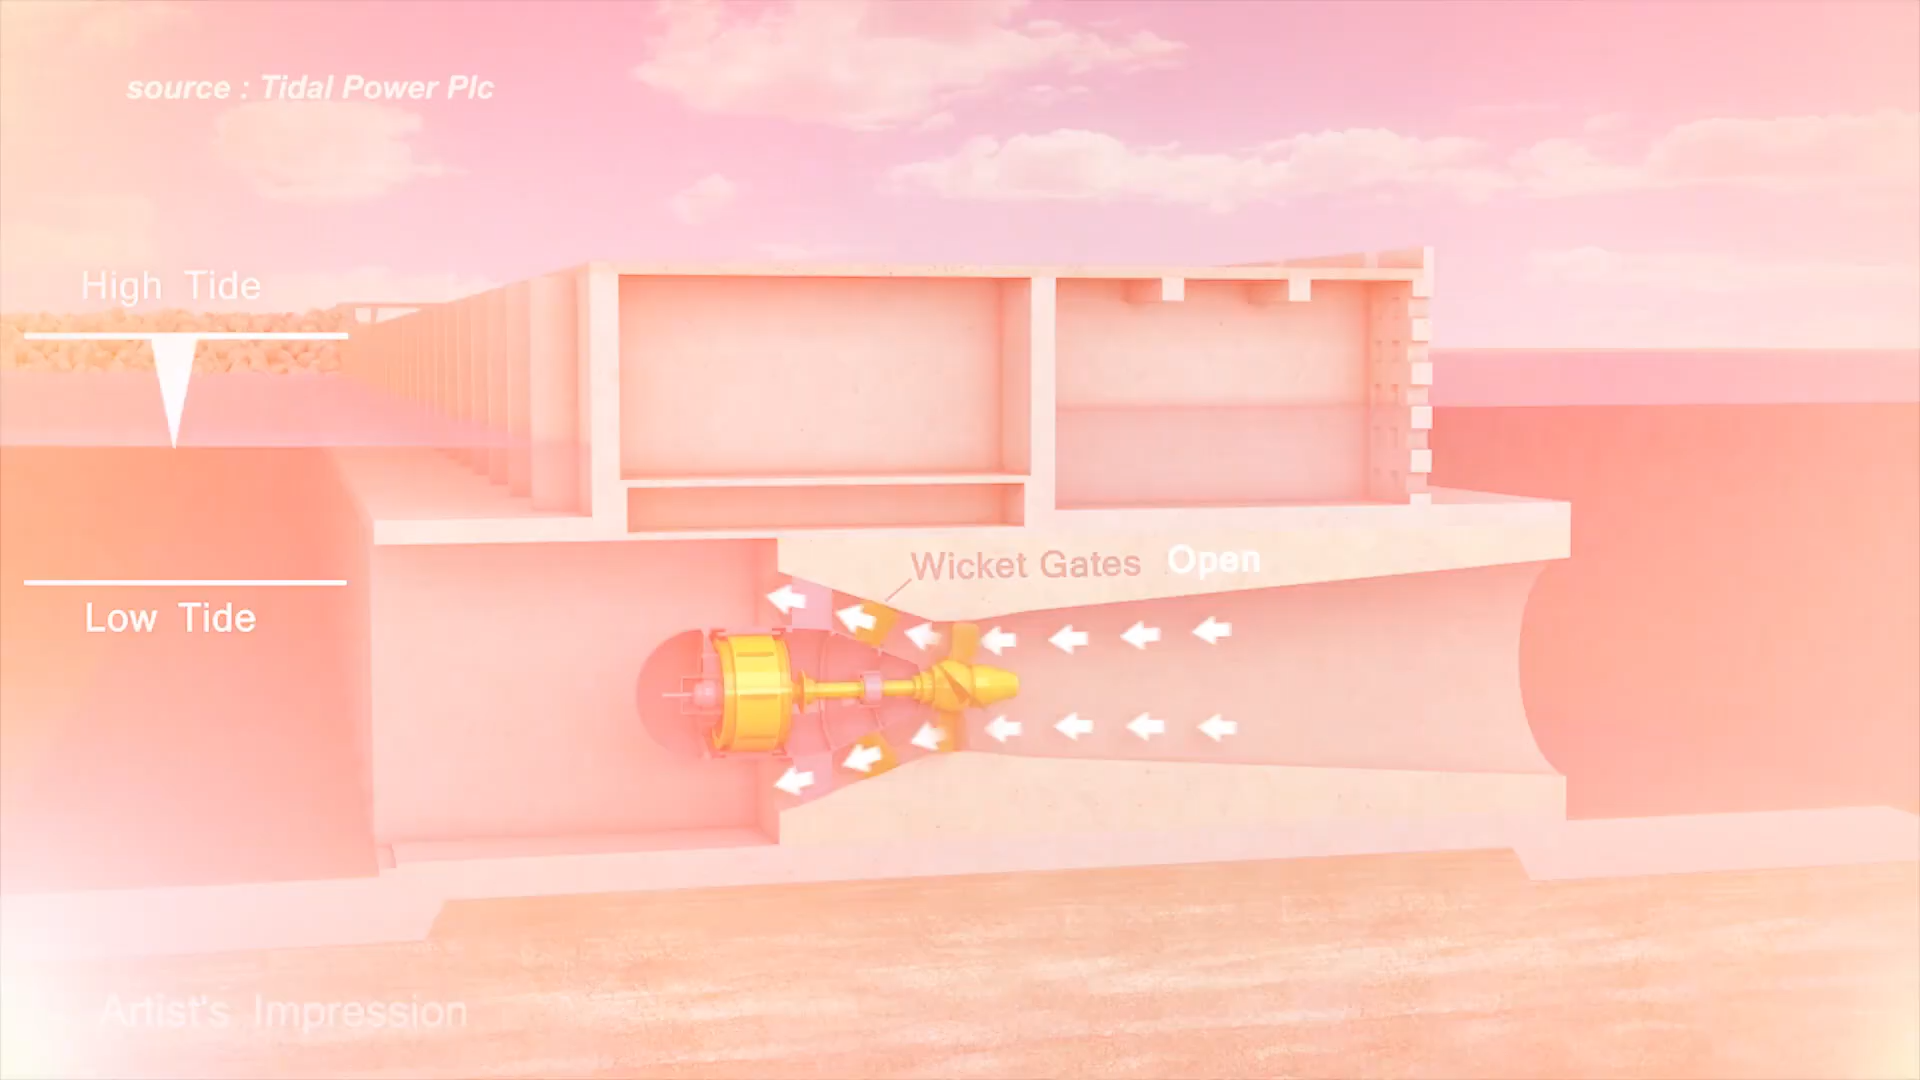 source : Tidal Power Plc
High Tide
Wicket Gates Open
Low Tide
Artist's Impression